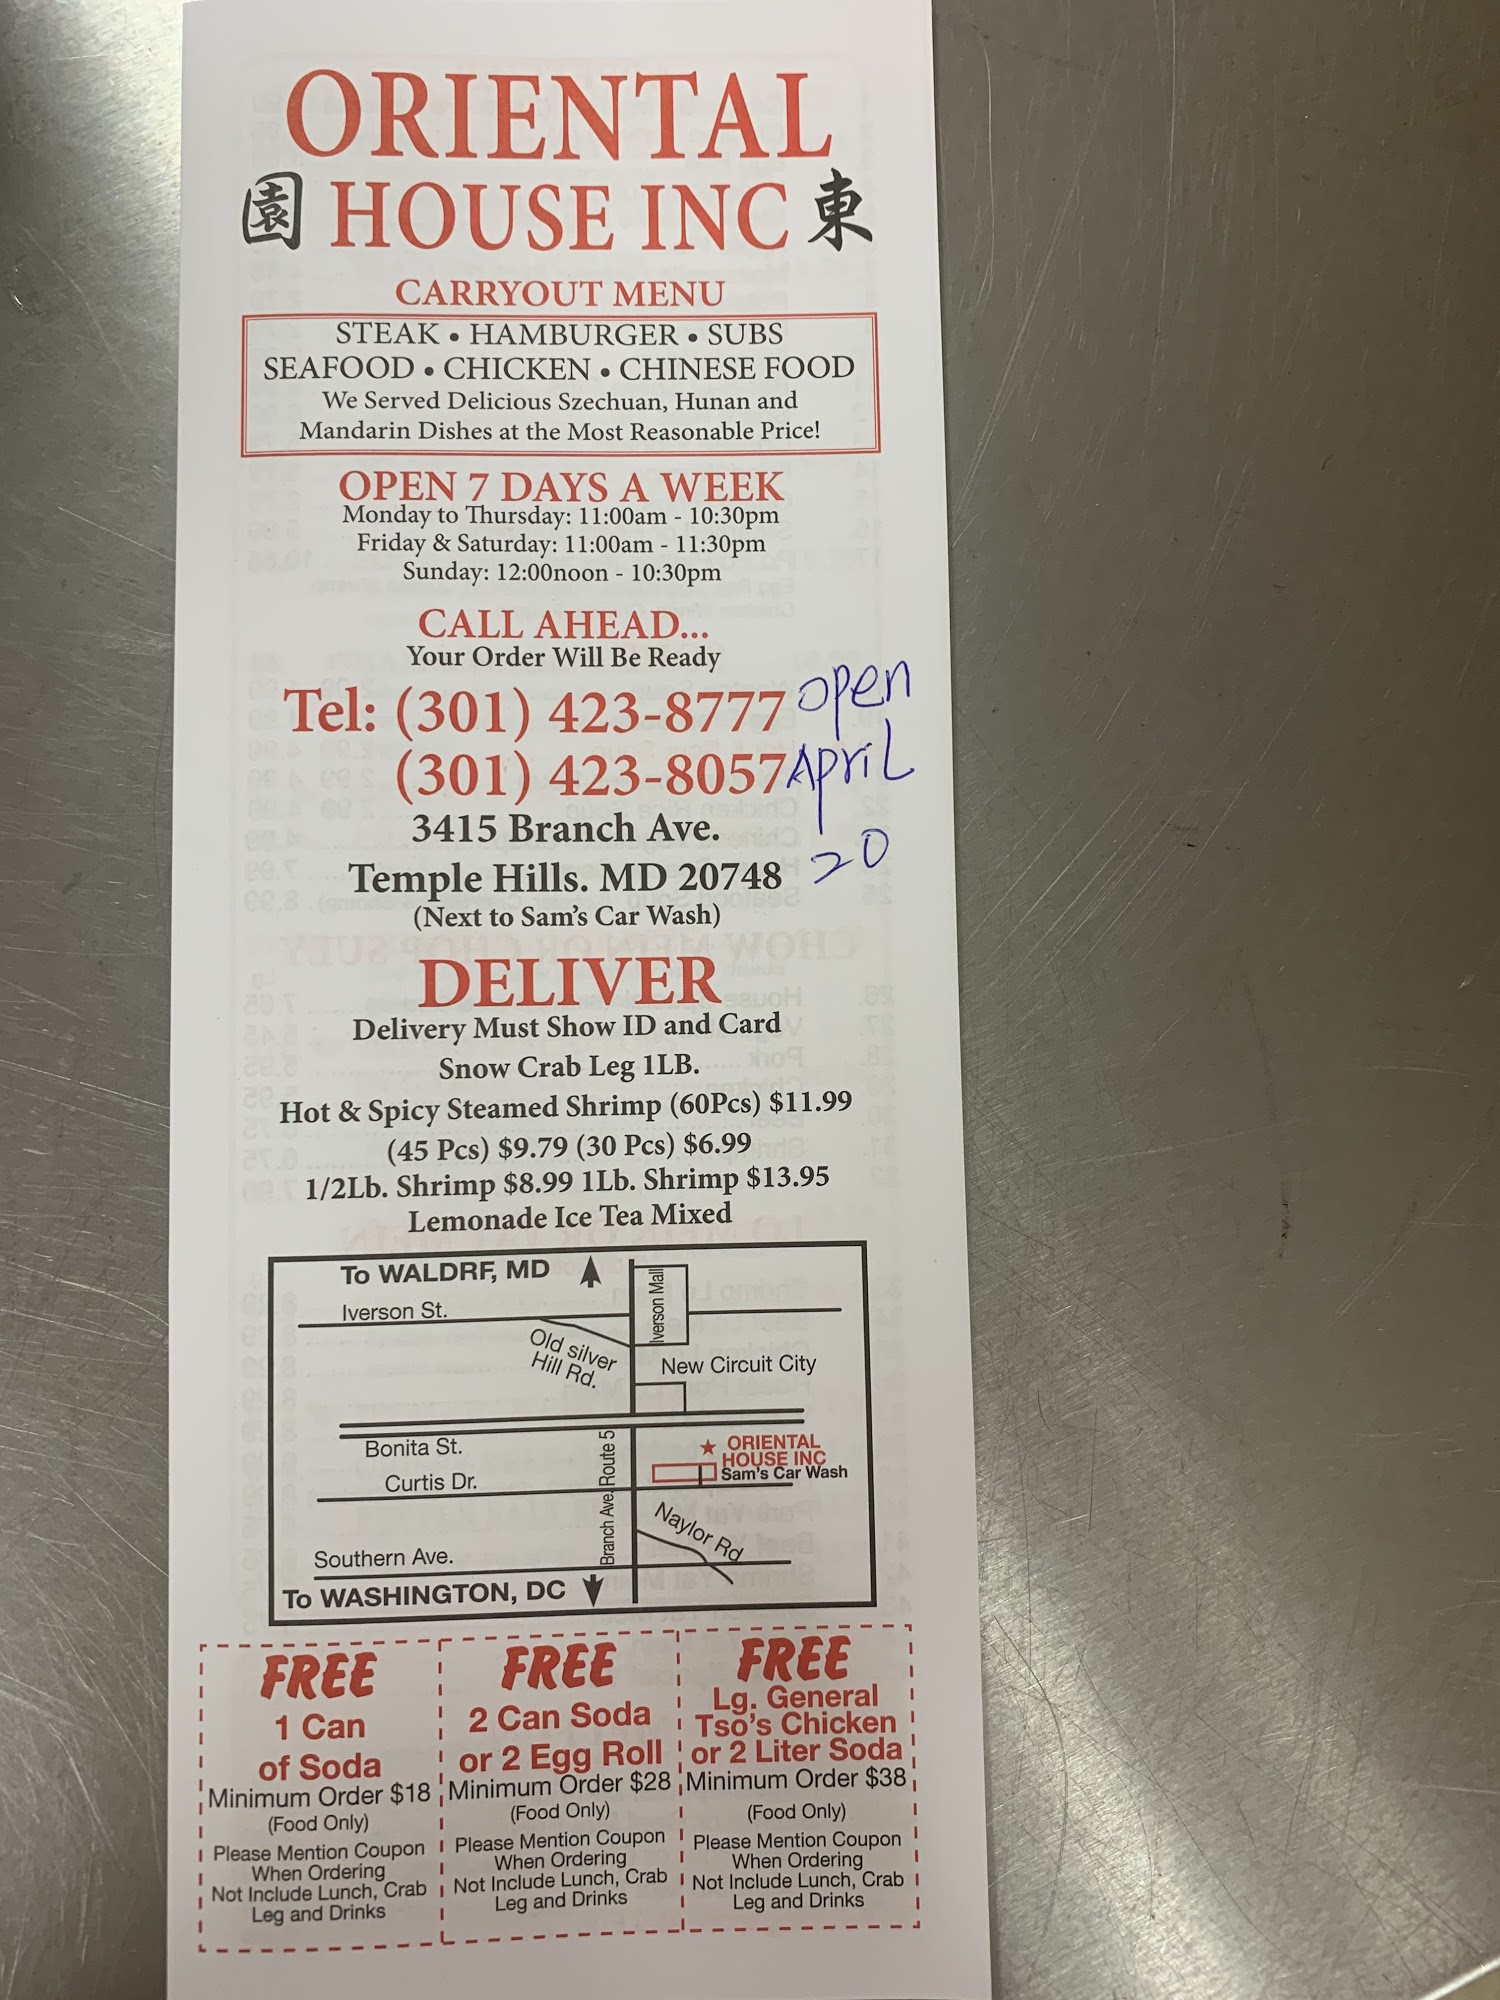 ORIENTAL
園 HOUSE INC 東
CARRYOUT MENU
STEAK • HAMBURGER • SUBS
SEAFOOD • CHICKEN • CHINESE FOOD
We Served Delicious Szechuan, Hunan and
Mandarin Dishes at the Most Reasonable Price!
OPEN 7 DAYS A WEEK
Monday to Thursday: 11:00am - 10:30pm
Friday & Saturday: 11:00am - 11:30pm
Sunday: 12:00noon - 10:30pm
CALL AHEAD...
Your Order Will Be Ready
Tel: (301) 423-8777
(301) 423-8057
open
April
20
3415 Branch Ave.
Temple Hills. MD 20748
(Next to Sam's Car Wash)
DELIVER
Delivery Must Show ID and Card
Snow Crab Leg 1LB.
Hot & Spicy Steamed Shrimp (60Pcs) $11.99
(45 Pcs) $9.79 (30 Pcs) $6.99
1/2Lb. Shrimp $8.99 1Lb. Shrimp $13.95
Lemonade Ice Tea Mixed
To WALDRF, MD
Iverson Mall
Iverson St.
Old silver
Hill Rd.
New Circuit City
Bonita St.
Curtis Dr.
Branch Ave. Route 5
ORIENTAL
HOUSE INC
Sam's Car Wash
Naylor Rd
Southern Ave.
To WASHINGTON, DC
FREE
1 Can
of Soda
Minimum Order $18
(Food Only)
Please Mention Coupon
When Ordering
Not Include Lunch, Crab
Leg and Drinks
FREE
2 Can Soda
or 2 Egg Roll
Minimum Order $28
(Food Only)
Please Mention Coupon
When Ordering
Not Include Lunch, Crab
Leg and Drinks
FREE
Lg. General
Tso's Chicken
or 2 Liter Soda
Minimum Order $38
(Food Only)
Please Mention Coupon
When Ordering
Not Include Lunch, Crab
Leg and Drinks